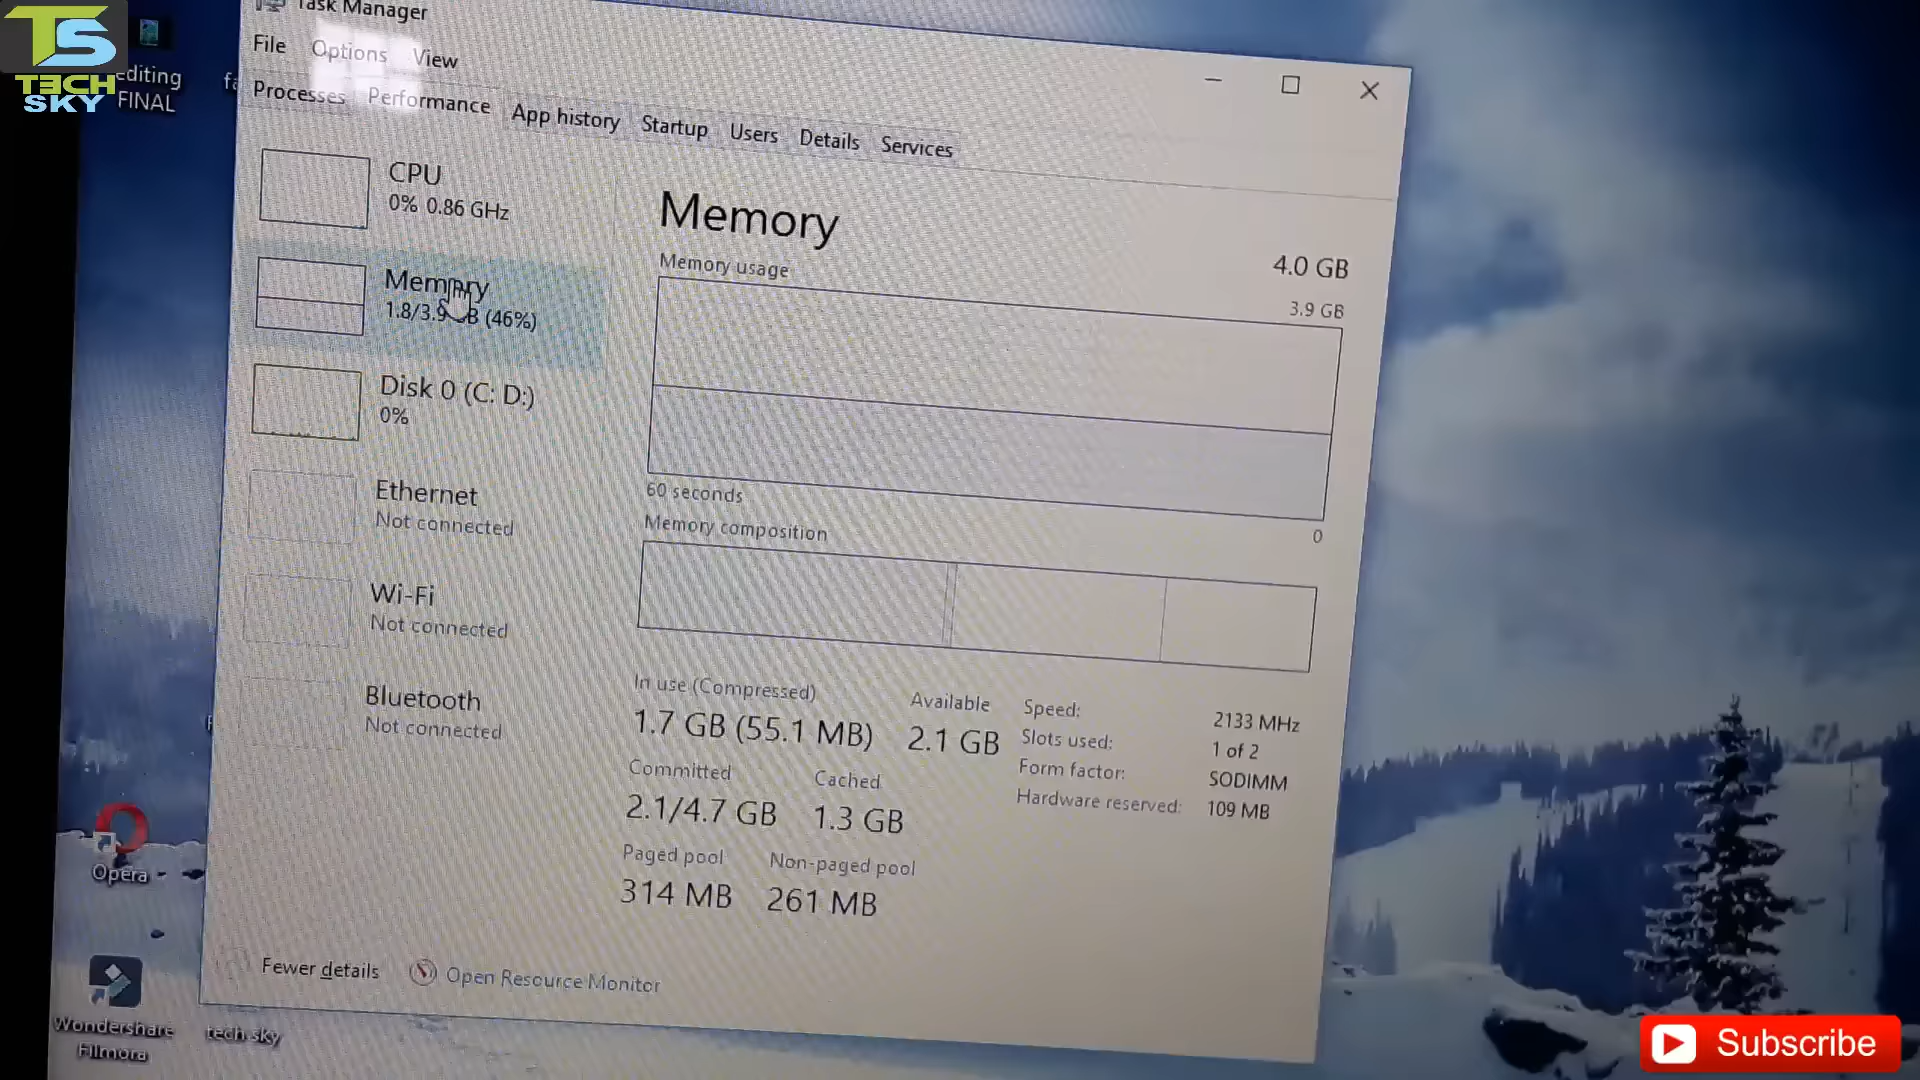 TS
T3CH
SKY
editing
FINAL
Task Manager
File Options View
Processes Performance App history Startup Users Details Services
CPU
0% 0.86 GHz
Memory
(46%)
Disk 0 (C: D:)
0%
Ethernet
Not connected
Wi-Fi
Not connected
Bluetooth
Not connected
Memory
4.0 GB
Memory usage
3.9 GB
60 seconds
0
Memory composition
In use (Compressed)
1.7 GB (55.1 MB)
Available
2.1 GB
Committed
2.1/4.7 GB
Cached
1.3 GB
Paged pool
314 MB
Non-paged pool
261 MB
Speed: 2133 MHz
Slots used: 1 of 2
Form factor: SODIMM
Hardware reserved: 109 MB
Fewer details Open Resource Monitor
Opera
Wondershare
Filmora
tech sky
Subscribe